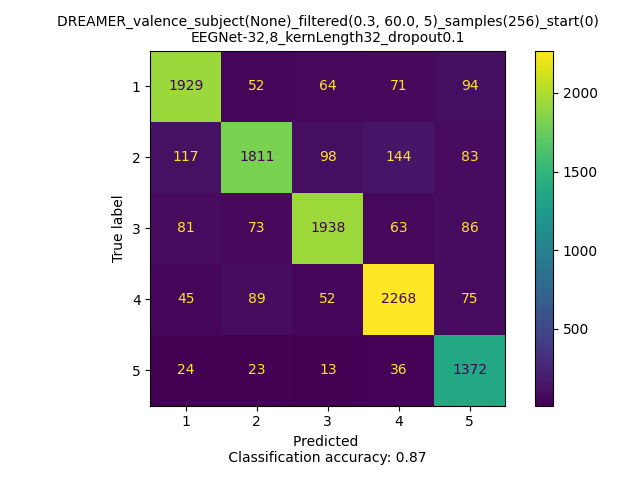 DREAMER_valence_subject(None)_filtered(0.3, 60.0, 5)_samples(256)_start(0)
EEGNet-32,8_kernLength32_dropout0.1
1 1929 52 64 71 94
2 117 1811 98 144 83
3 81 73 1938 63 86
4 45 89 52 2268 75
5 24 23 13 36 1372
1 2 3 4 5
True label
Predicted
Classification accuracy: 0.87
2000
1500
1000
500